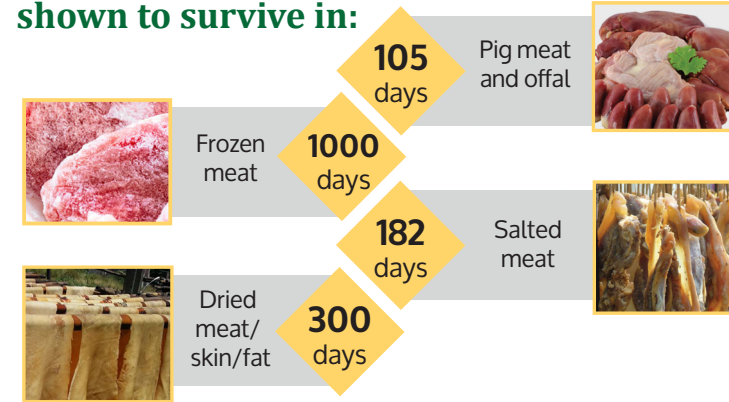 shown to survive in:
105
days
Pig meat
and offal
Frozen
meat
1000
days
182
days
Salted
meat
Dried
meat/
skin/fat
300
days